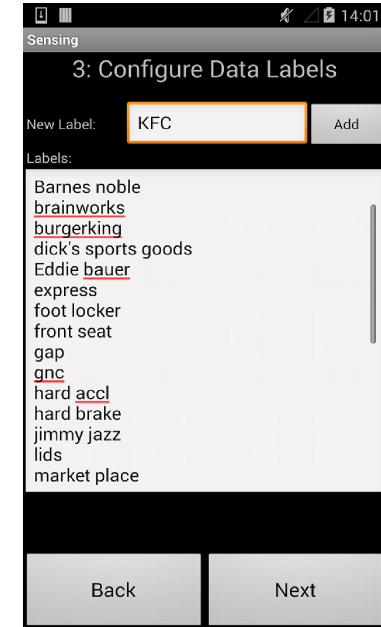 14:01
Sensing
3: Configure Data Labels
New Label: KFC Add
Labels:
Barnes noble
brainworks
burgerking
dick's sports goods
Eddie bauer
express
foot locker
front seat
gap
gnc
hard accl
hard brake
jimmy jazz
lids
market place
Back Next